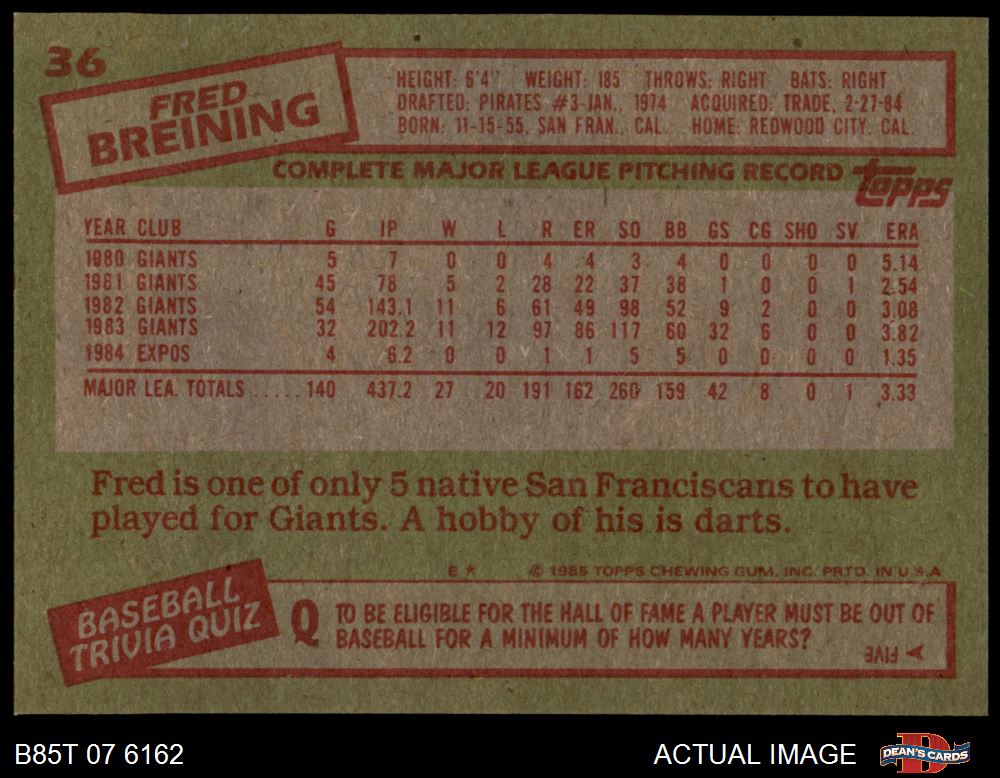 36
FRED
BREINING
HEIGHT: 6'4" WEIGHT: 185 THROWS: RIGHT BATS: RIGHT
DRAFTED: PIRATES #3-JAN., 1974 ACQUIRED: TRADE, 2-27-84
BORN: 11-15-55, SAN FRAN., CAL. HOME: REDWOOD CITY, CAL.
COMPLETE MAJOR LEAGUE PITCHING RECORD topps
YEAR CLUB G IP W L R ER SO BB GS CG SHO SV ERA
1980 GIANTS 5 7 0 0 4 4 3 4 0 0 0 0 5.14
1981 GIANTS 45 78 5 2 28 22 37 38 1 0 0 1 2.54
1982 GIANTS 54 143.1 11 6 61 49 98 52 9 2 0 0 3.08
1983 GIANTS 32 202.2 11 12 97 86 117 60 32 6 0 0 3.82
1984 EXPOS 4 6.2 0 0 1 1 5 5 0 0 0 0 1.35
MAJOR LEA. TOTALS ..... 140 437.2 27 20 191 162 260 159 42 8 0 1 3.33
Fred is one of only 5 native San Franciscans to have
played for Giants. A hobby of his is darts.
E * © 1985 TOPPS CHEWING GUM, INC. PRTD. IN U.S.A
BASEBALL
TRIVIA QUIZ
Q TO BE ELIGIBLE FOR THE HALL OF FAME A PLAYER MUST BE OUT OF
BASEBALL FOR A MINIMUM OF HOW MANY YEARS?
A FIVE
B85T 07 6162
ACTUAL IMAGE
D
DEAN'S CARDS